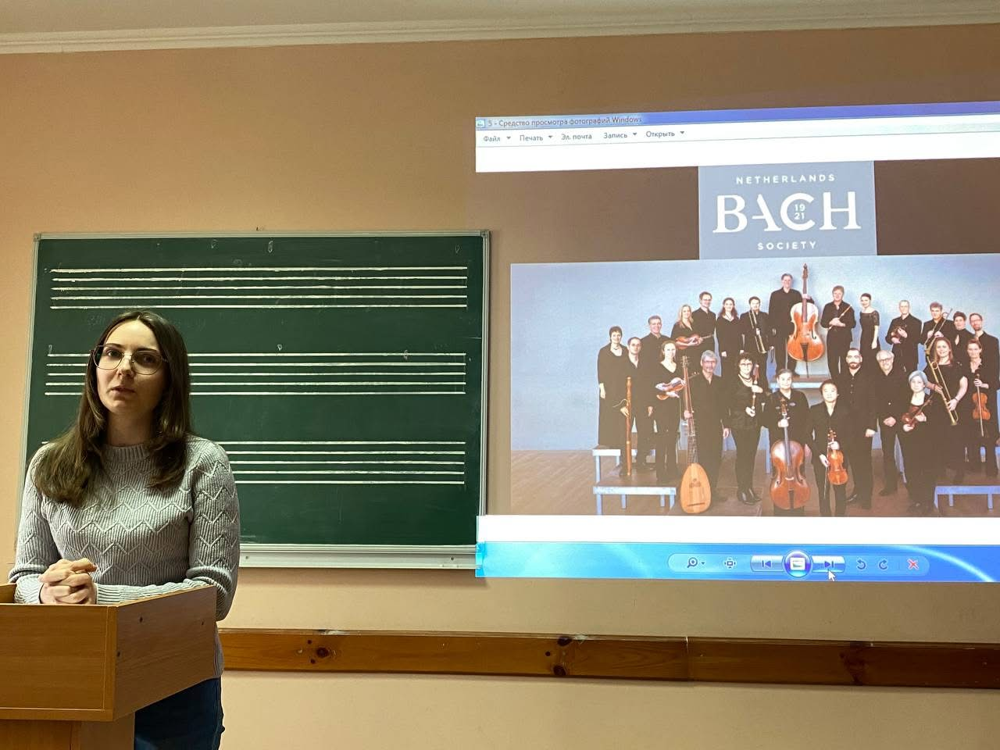 5 - Средство просмотра фотографий Windows
Файл Печать Эл. почта Запись Открыть
NETHERLANDS
BACH
19
21
SOCIETY